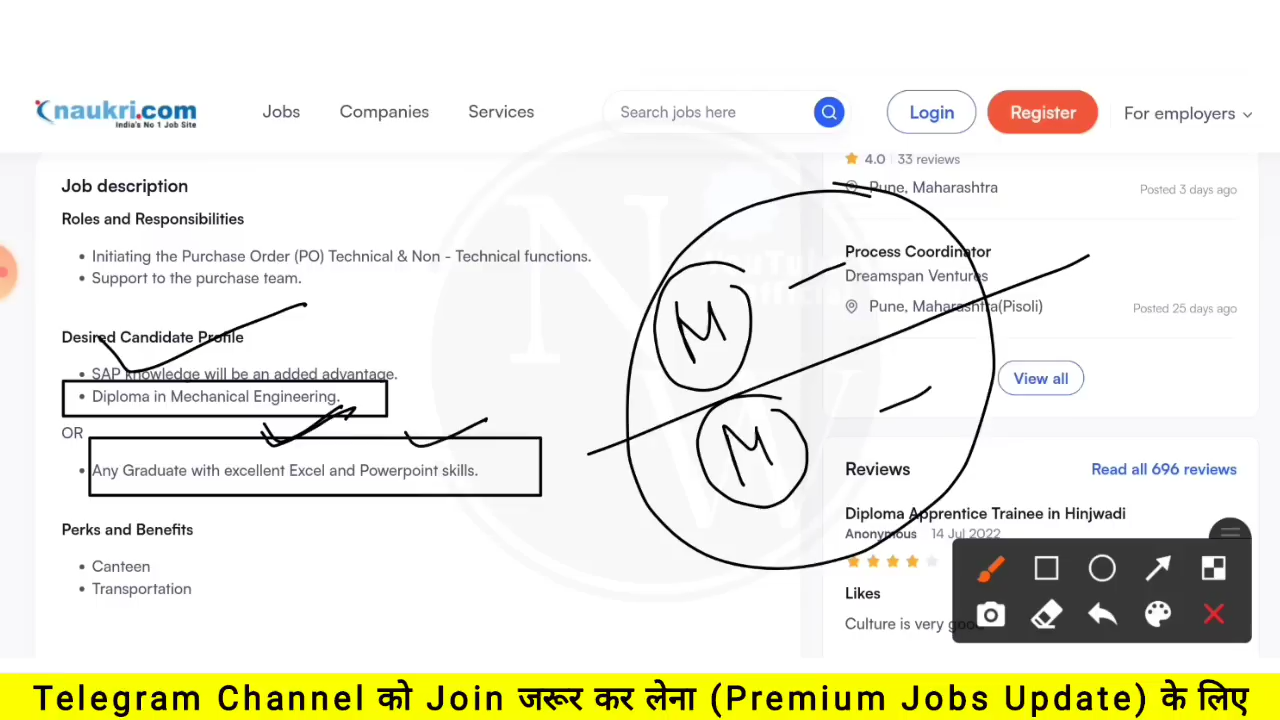 naukri.com
India's No 1 Job Site
Jobs
Companies
Services
Search jobs here
Login
Register
For employers
Job description
Roles and Responsibilities
Initiating the Purchase Order (PO) Technical & Non - Technical functions.
Support to the purchase team.
Desired Candidate Profile
SAP knowledge will be an added advantage.
Diploma in Mechanical Engineering.
OR
Any Graduate with excellent Excel and Powerpoint skills.
Perks and Benefits
Canteen
Transportation
M
M
4.0 33 reviews
Pune, Maharashtra
Posted 3 days ago
Process Coordinator
Dreamspan Ventures
Pune, Maharashtra(Pisoli)
Posted 25 days ago
View all
Reviews
Read all 696 reviews
Diploma Apprentice Trainee in Hinjwadi
Anonymous 14 Jul 2022
Likes
Culture is very good
Telegram Channel को Join जरूर कर लेना (Premium Jobs Update) के लिए